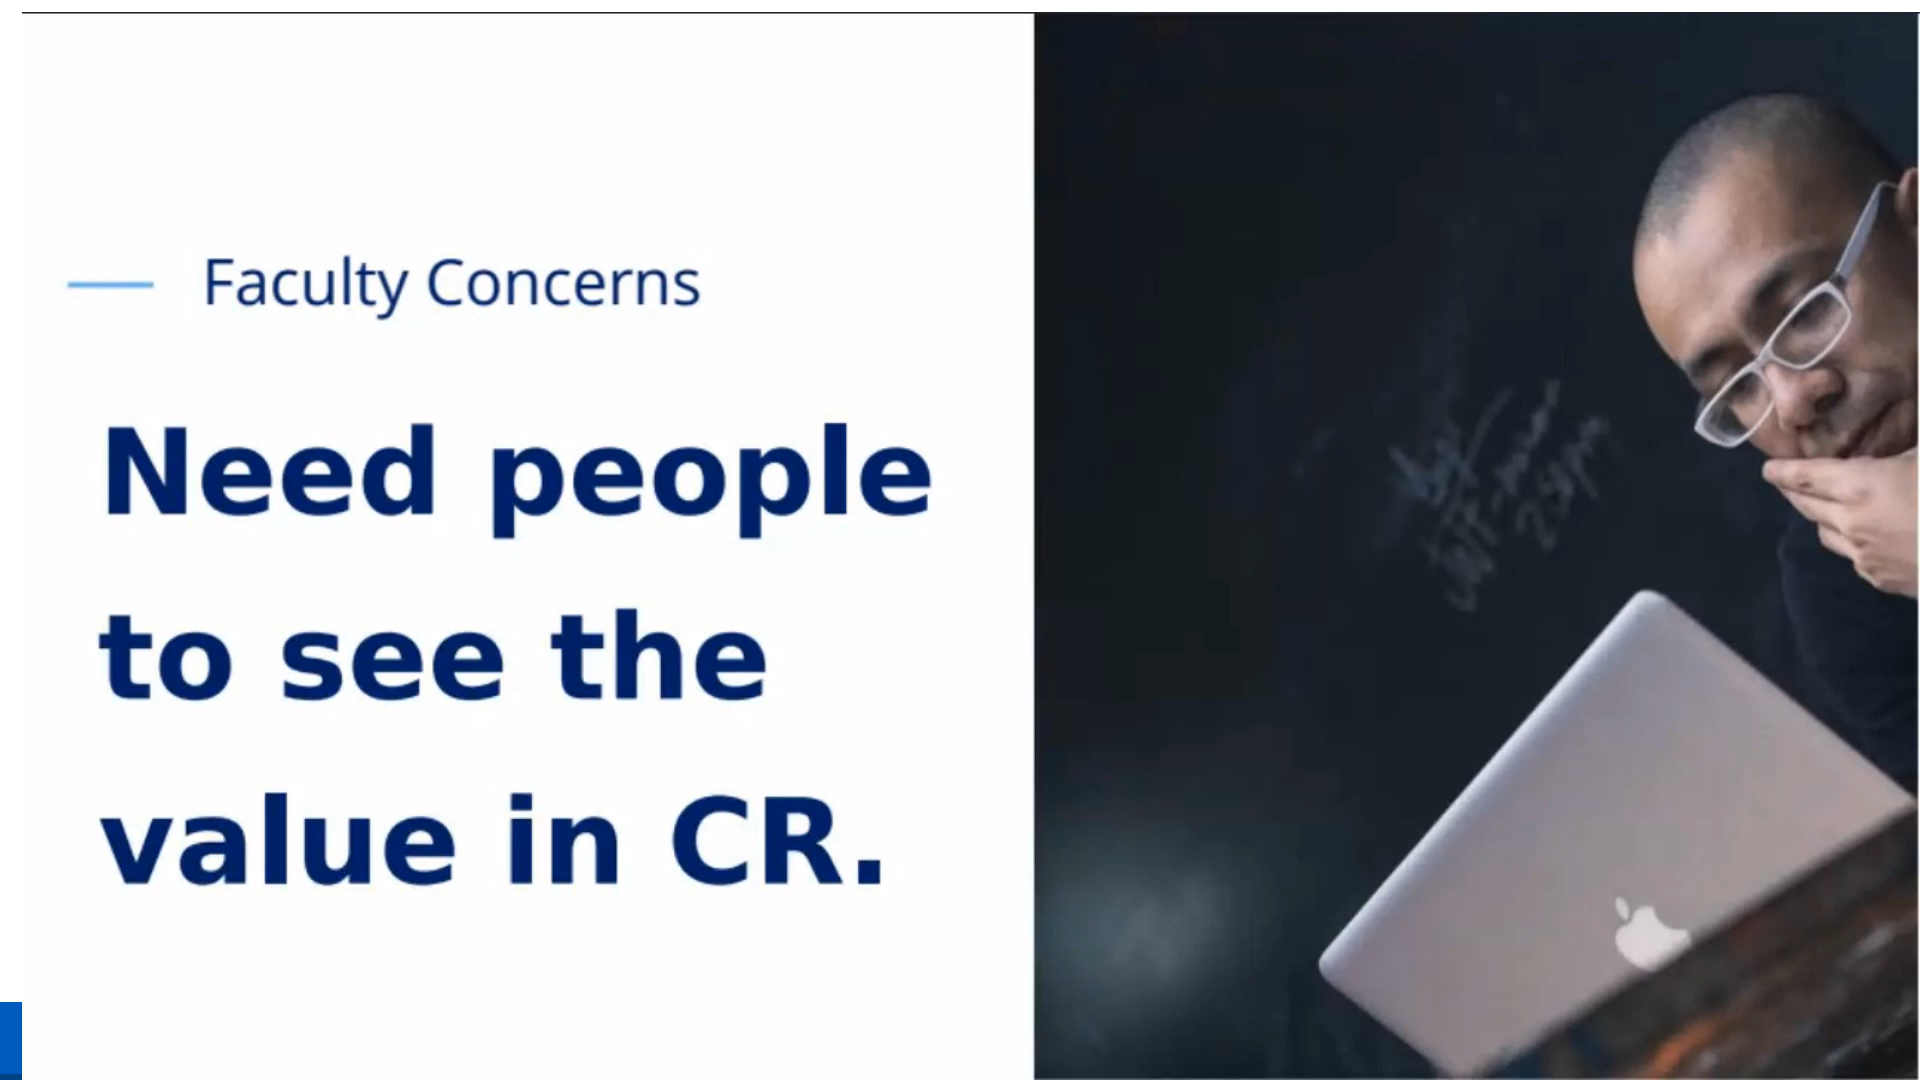 Faculty Concerns
Need people
to see the
value in CR.